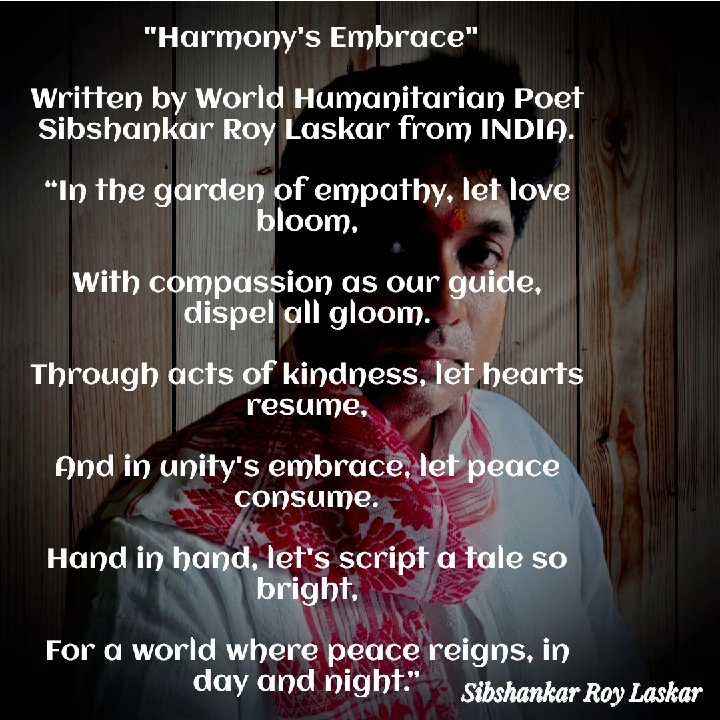 "Harmony's Embrace"
Written by World Humanitarian Poet
Sibshankar Roy Laskar from INDIA.
“In the garden of empathy, let love
bloom,
With compassion as our guide,
dispel all gloom.
Through acts of kindness, let hearts
resume,
And in unity's embrace, let peace
consume.
Hand in hand, let's script a tale so
bright,
For a world where peace reigns, in
day and night.”
Sibshankar Roy Laskar